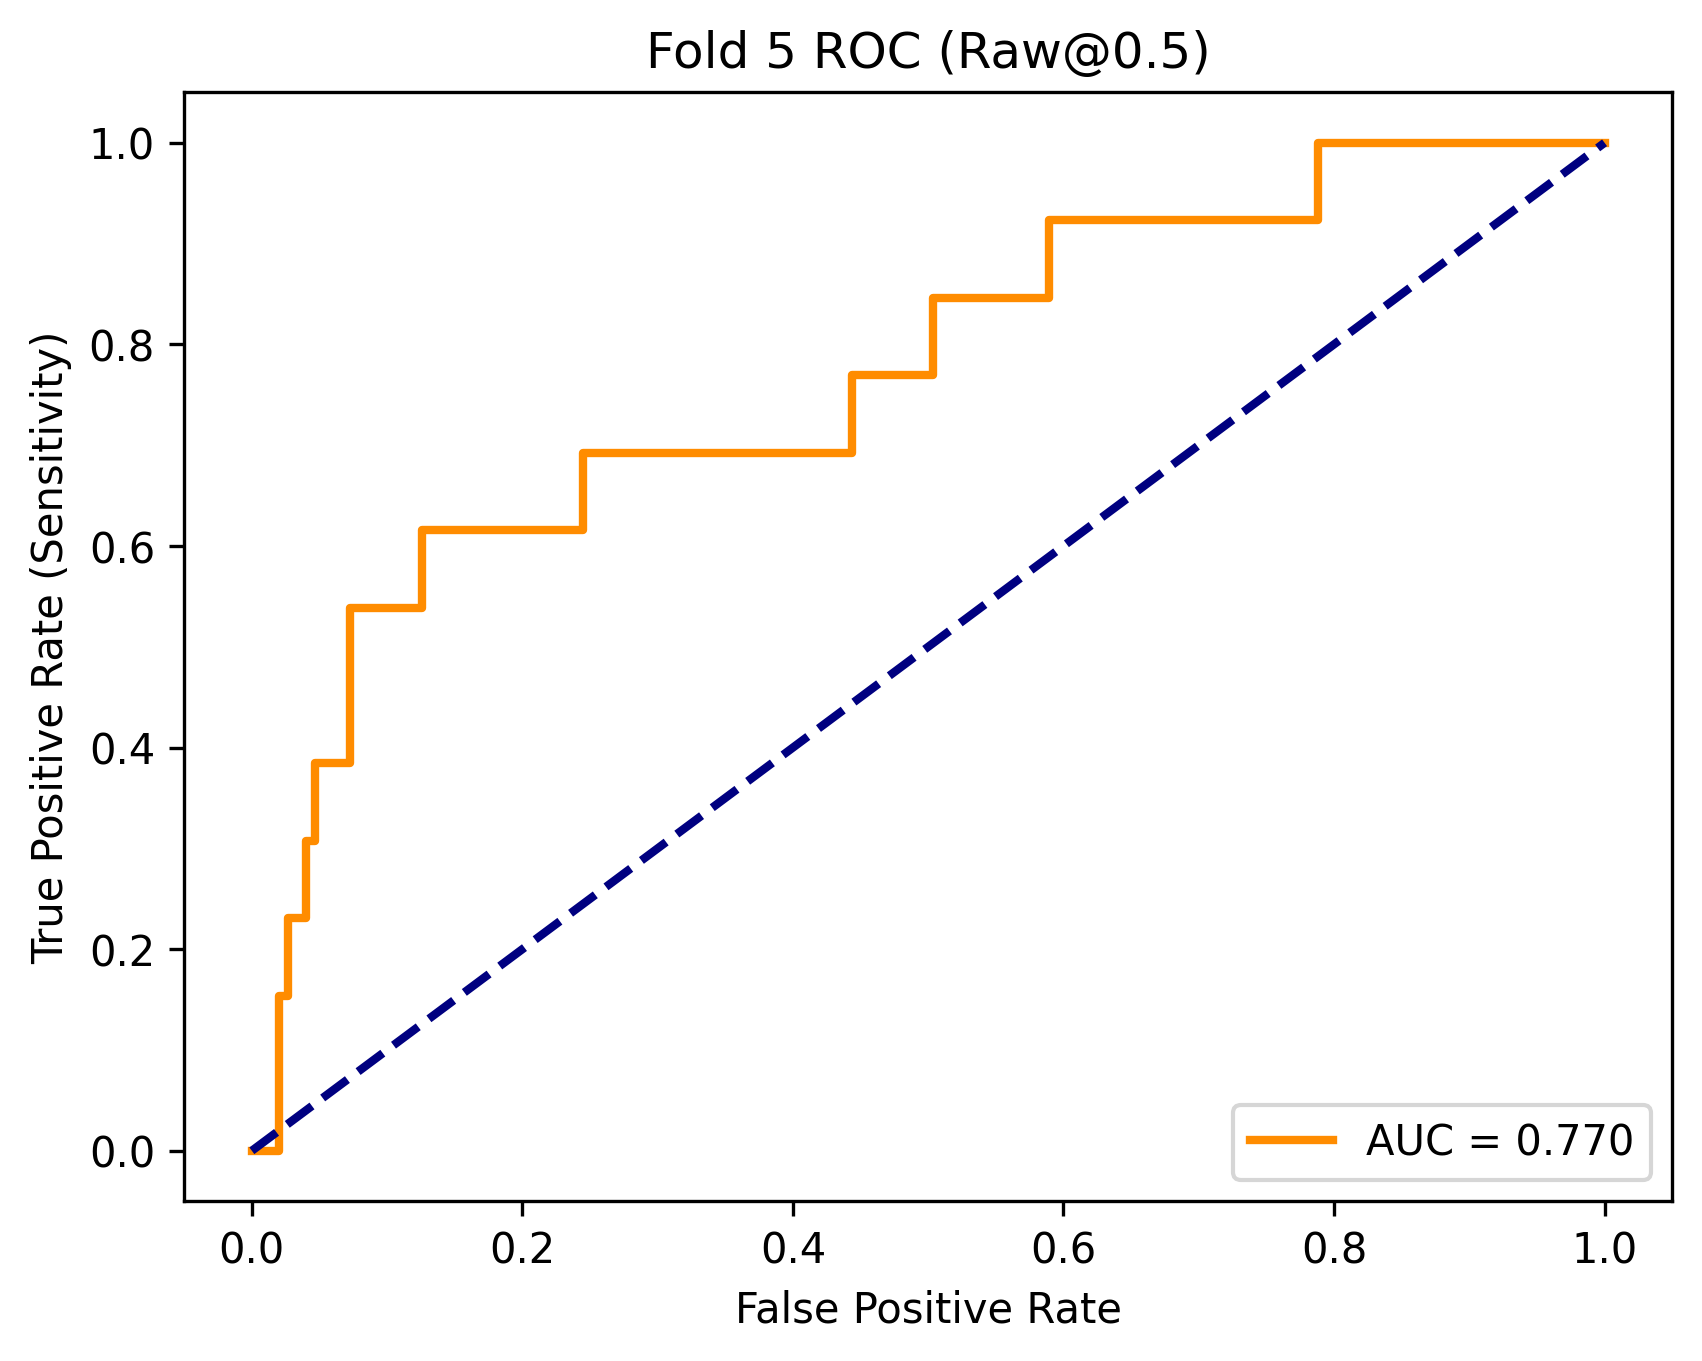 Fold 5 ROC (Raw@0.5)
1.0
0.8
0.6
0.4
0.2
0.0
True Positive Rate (Sensitivity)
AUC = 0.770
0.0 0.2 0.4 0.6 0.8 1.0
False Positive Rate